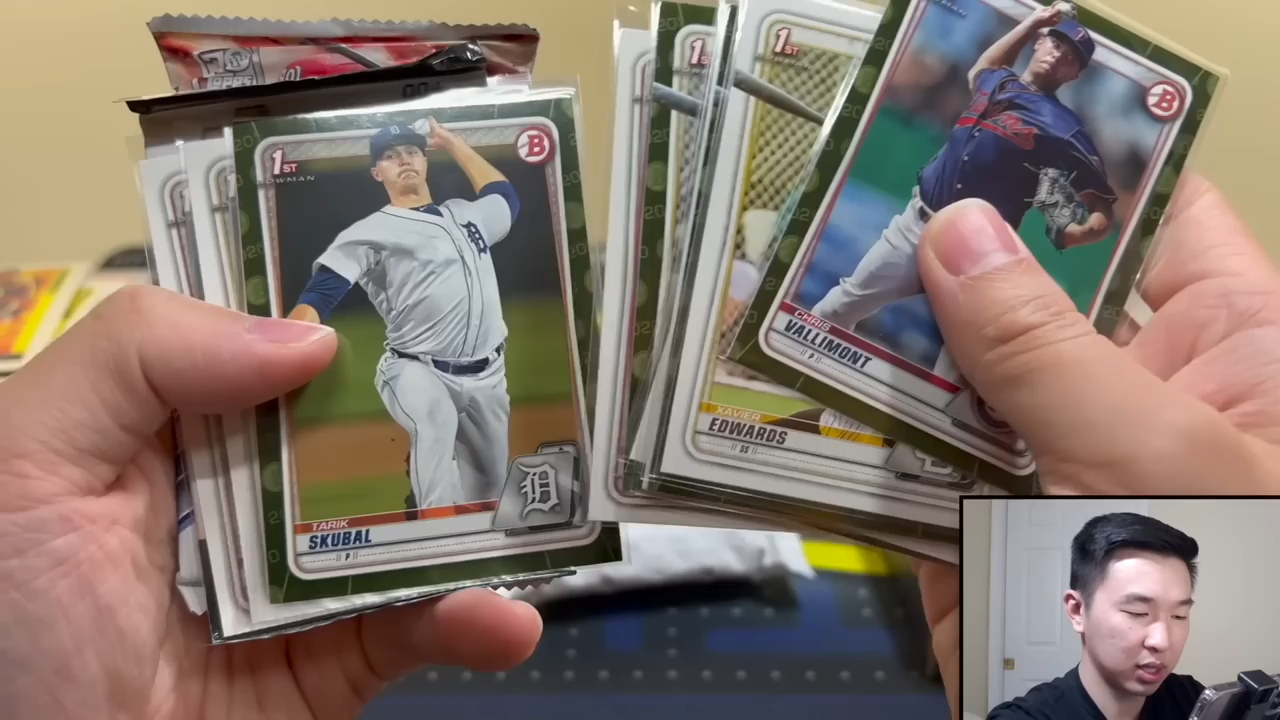 1ST
BOWMAN
B
D
D
TARIK
SKUBAL
P
1ST
1ST
XAVIER
EDWARDS
SS
B
CHRIS
VALLIMONT
P